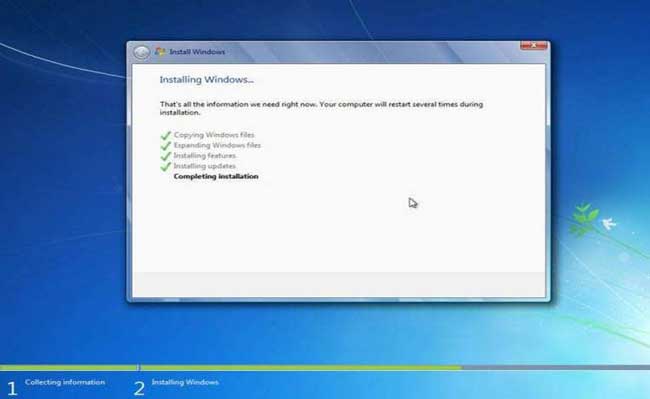 Install Windows
Installing Windows...
That's all the information we need right now. Your computer will restart several times during
installation.
Copying Windows files
Expanding Windows files
Installing features
Installing updates
Completing installation
1 Collecting information
2 Installing Windows